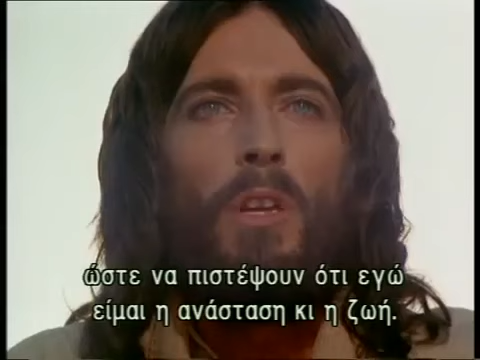 ώστε να πιστέψουν ότι εγώ
είμαι η ανάσταση κι η ζωή.